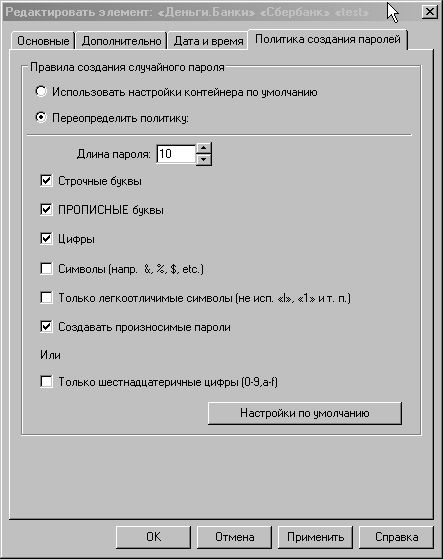 Редактировать элемент: «Деньги.Банки» «Сбербанк» «test»
Основные Дополнительно Дата и время Политика создания паролей
Правила создания случайного пароля
Использовать настройки контейнера по умолчанию
Переопределить политику:
Длина пароля: 10
Строчные буквы
ПРОПИСНЫЕ буквы
Цифры
Символы (напр. &, %, $, etc.)
Только легкоотличимые символы (не исп. «l», «1» и т. п.)
Создавать произносимые пароли
Или
Только шестнадцатеричные цифры (0-9,a-f)
Настройки по умолчанию
OK Отмена Применить Справка